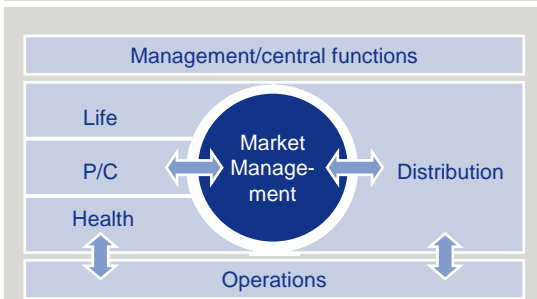 Management/central functions
Life
P/C
Health
Market
Manage-
ment
Distribution
Operations